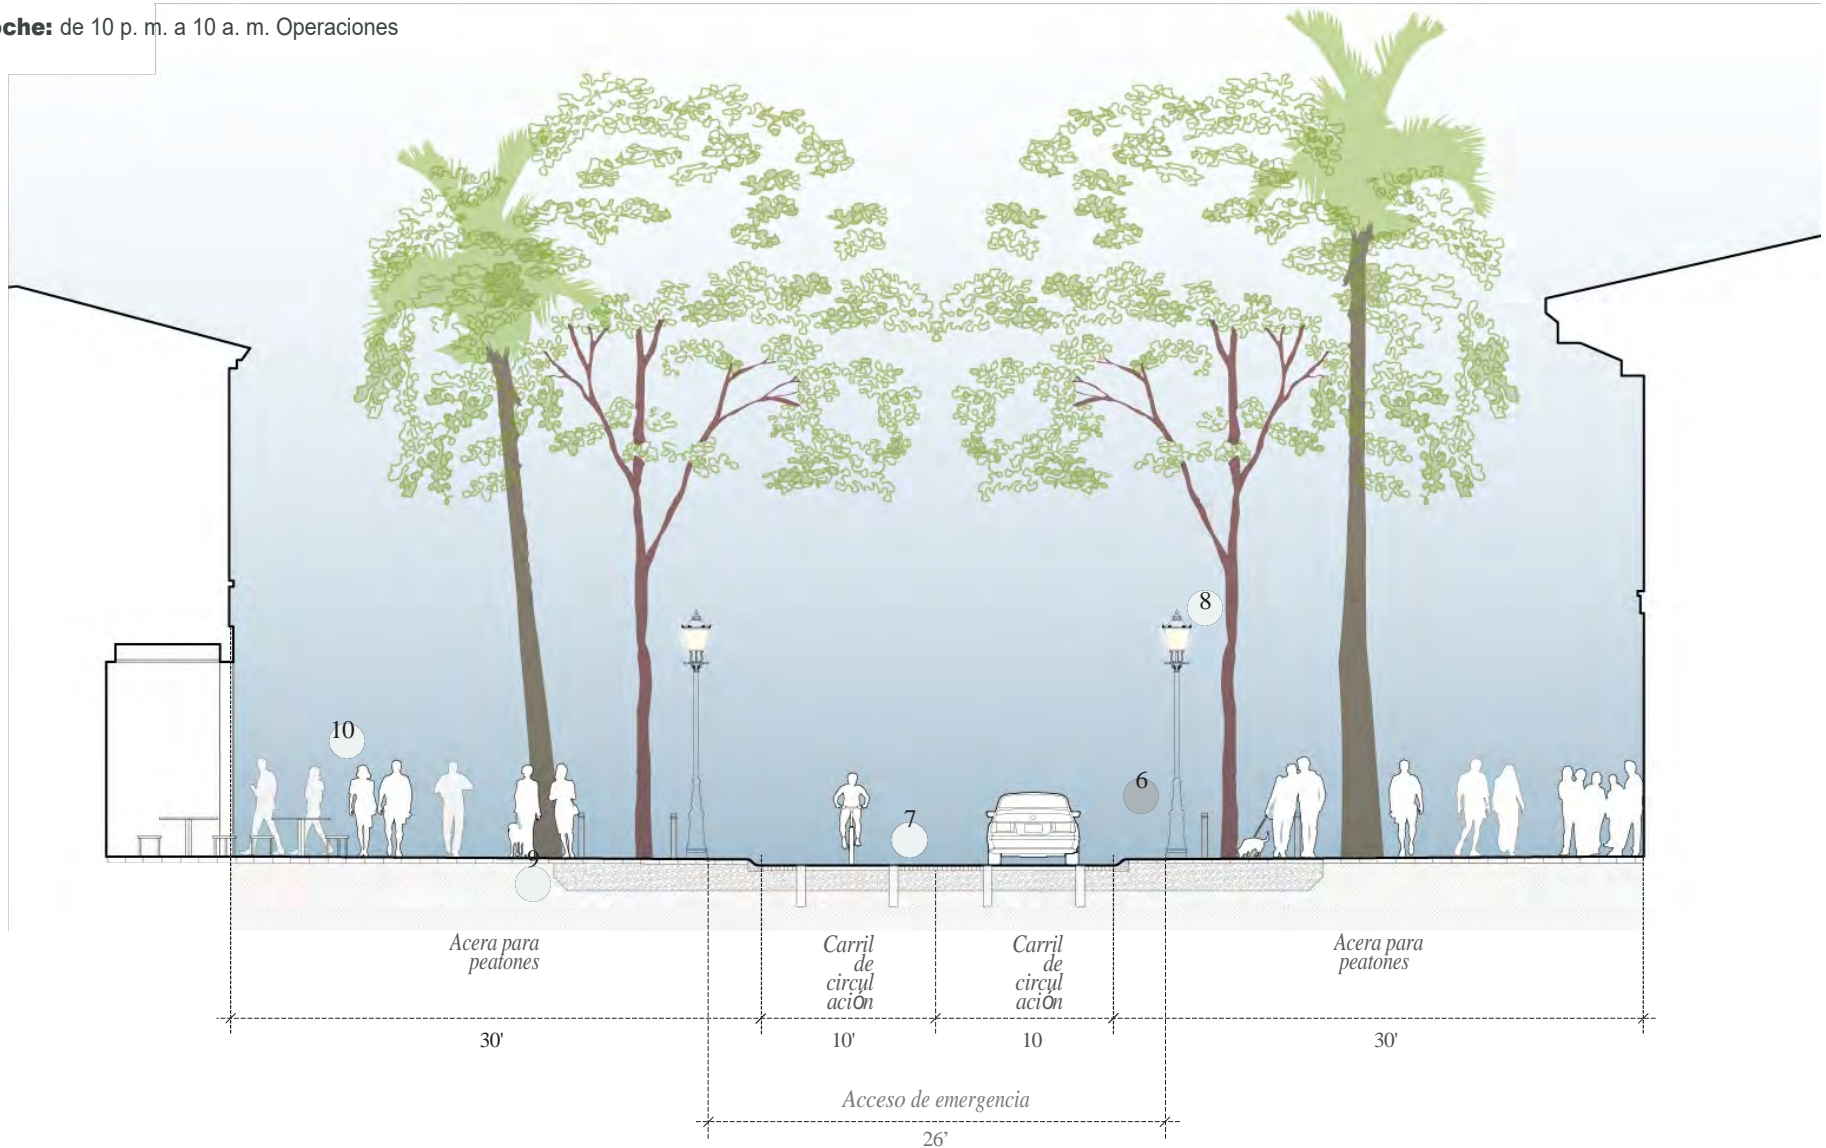 oche: de 10 p. m. a 10 a. m. Operaciones
8
10
6
7
9
Acera para
peatones
Carril
de
circul
ación
Carril
de
circul
ación
Acera para
peatones
30'
10'
10
30'
Acceso de emergencia
26’